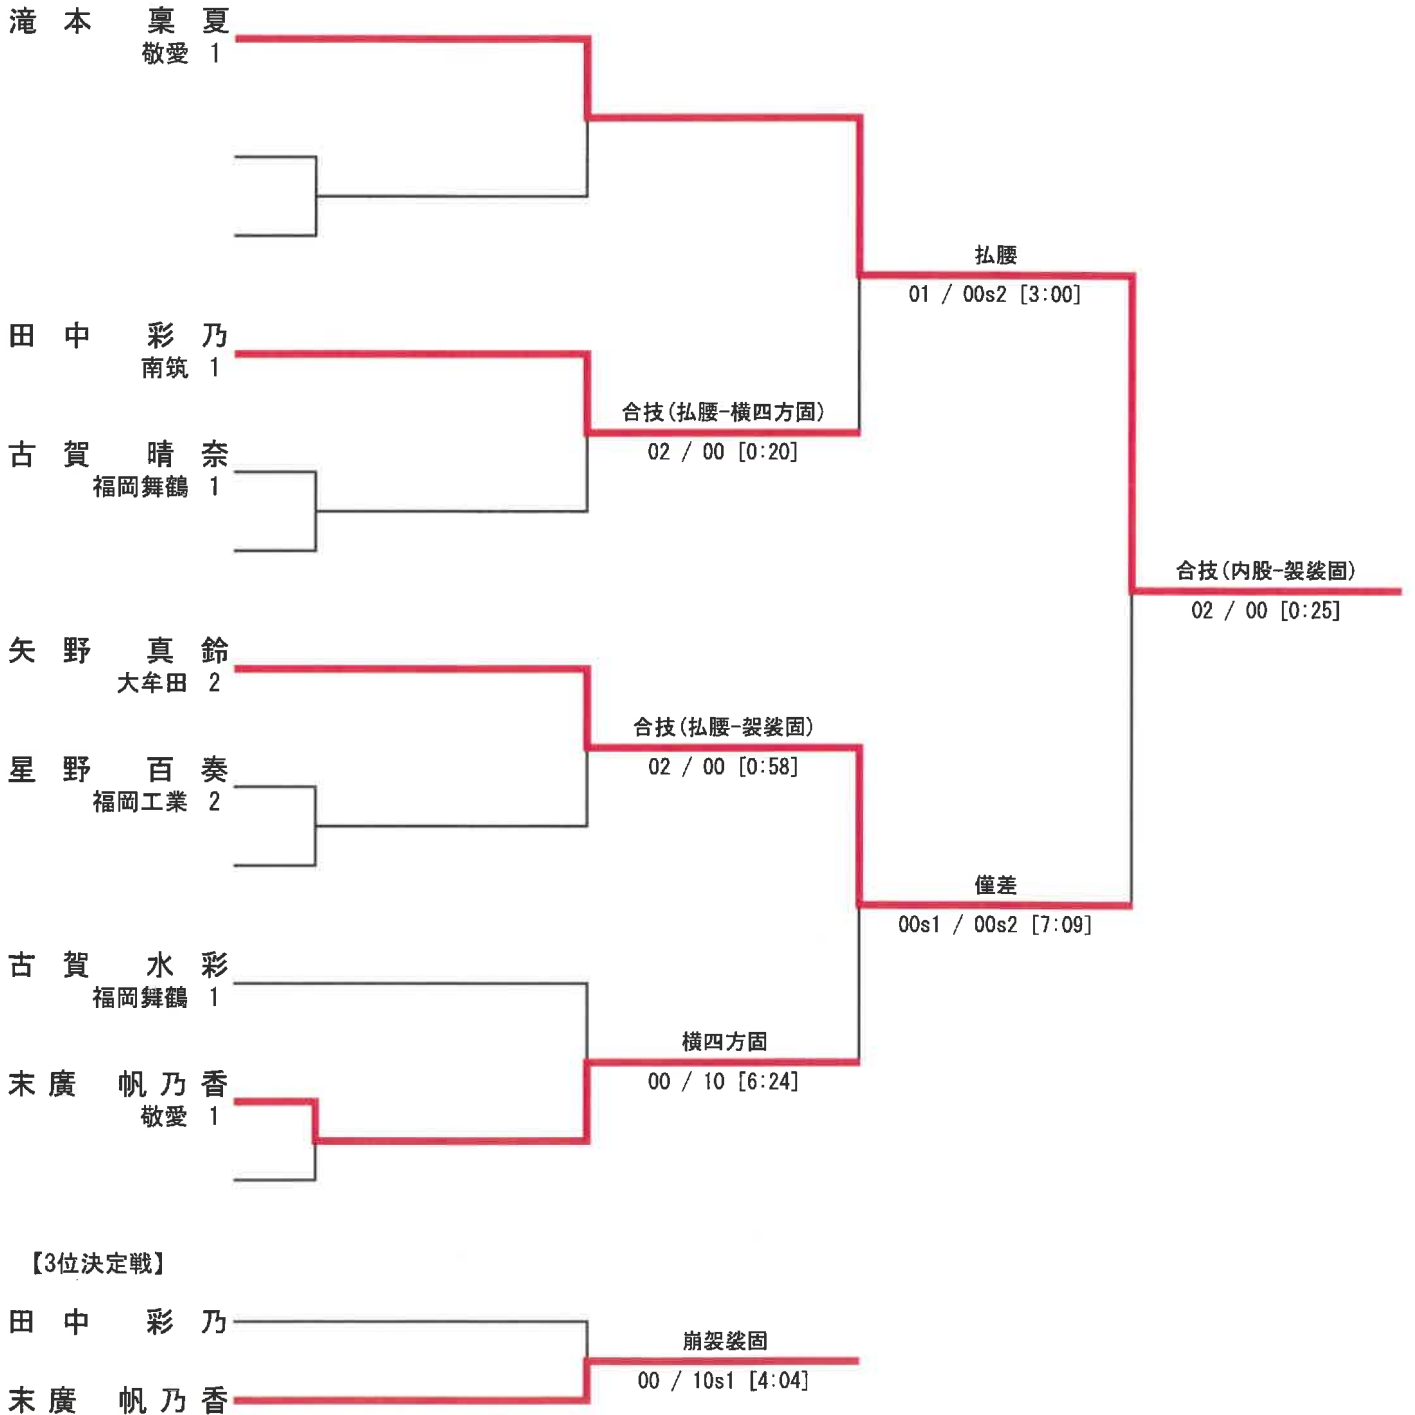 滝本 稟夏
敬愛 1
払腰
01 / 00s2 [3:00]
田中 彩乃
南筑 1
合技(払腰-横四方固)
02 / 00 [0:20]
古賀 晴奈
福岡舞鶴 1
合技(内股-袈裟固)
02 / 00 [0:25]
矢野 真鈴
大牟田 2
合技(払腰-袈裟固)
02 / 00 [0:58]
星野 百奏
福岡工業 2
僅差
00s1 / 00s2 [7:09]
古賀 水彩
福岡舞鶴 1
横四方固
00 / 10 [6:24]
末廣 帆乃香
敬愛 1
【3位決定戦】
田中 彩乃
崩袈裟固
00 / 10s1 [4:04]
末廣 帆乃香